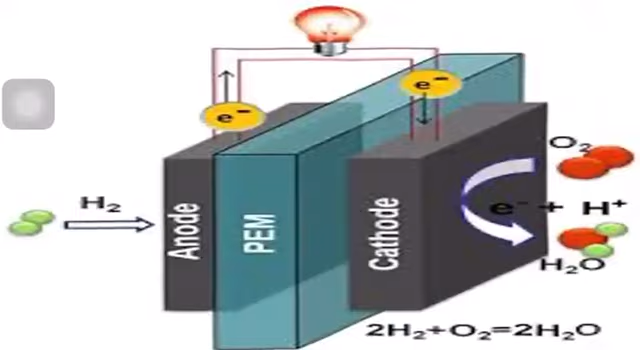 e⁻
e⁻
O₂
H₂
Anode
PEM
Cathode
e⁻ + H⁺
H₂O
2H₂+O₂=2H₂O